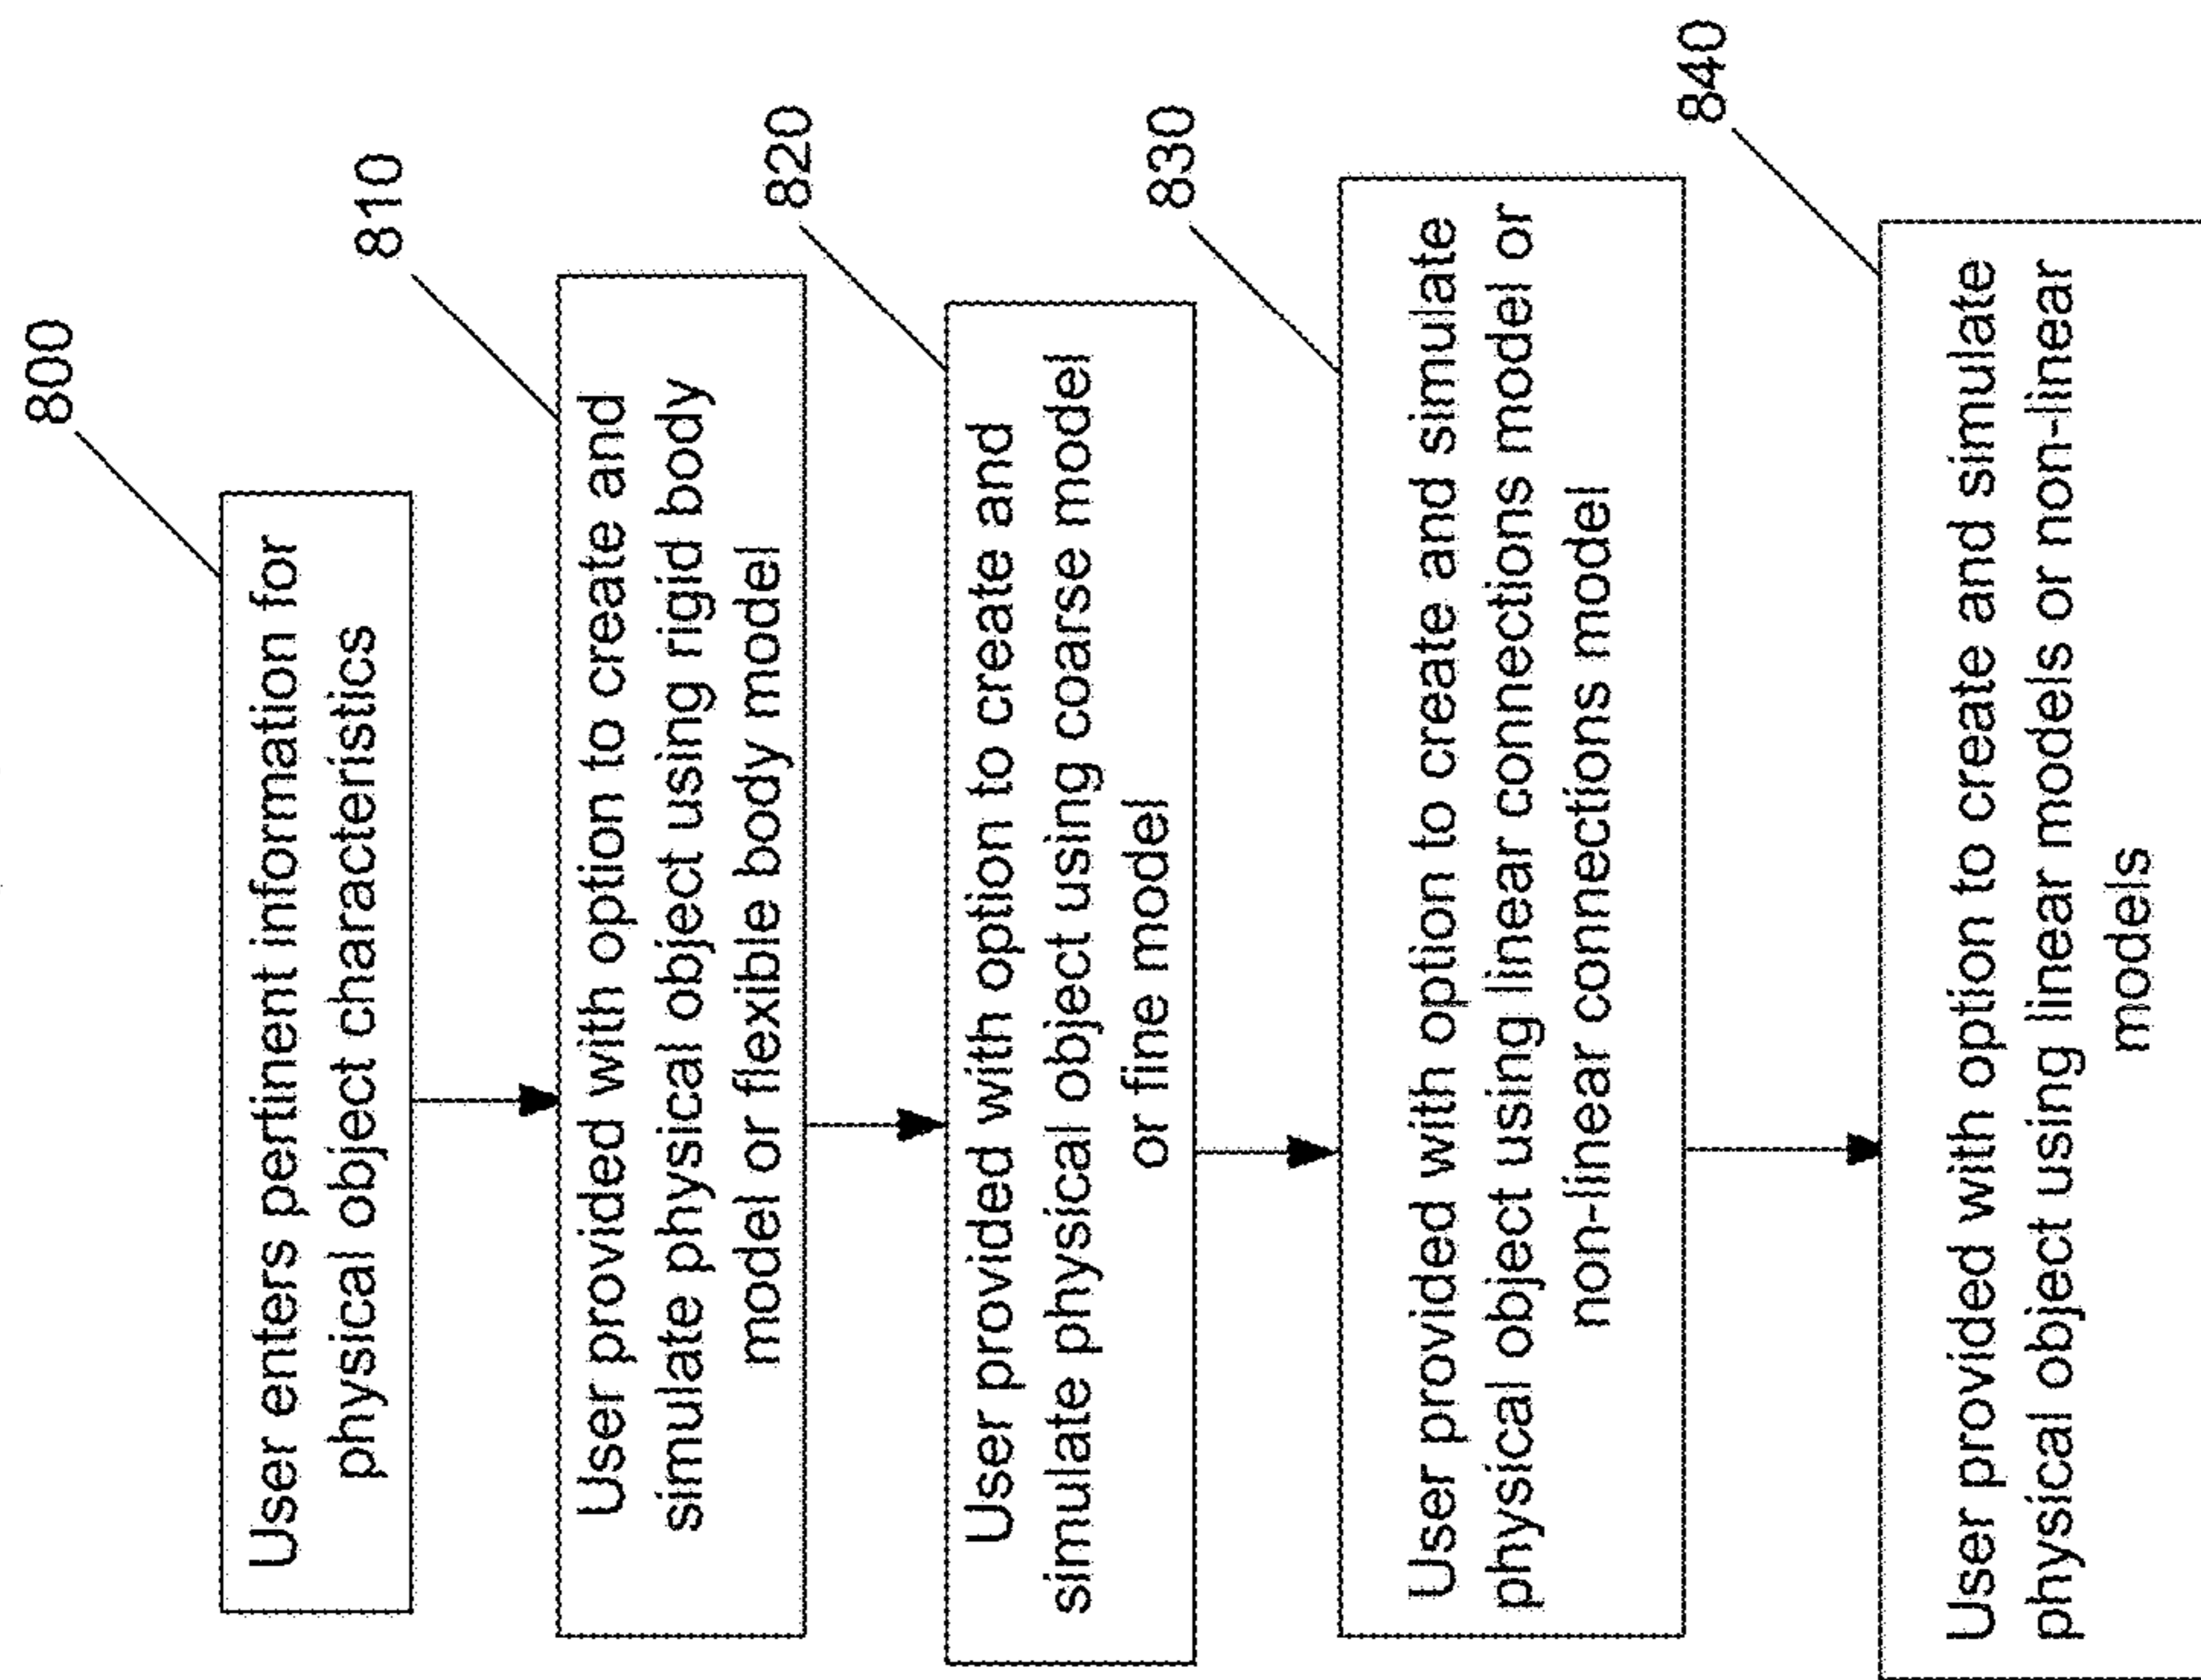 800
User enters pertinent information for
physical object characteristics
810
User provided with option to create and
simulate physical object using rigid body
model or flexible body model
820
User provided with option to create and
simulate physical object using coarse model
or fine model
830
User provided with option to create and simulate
physical object using linear connections model or
non-linear connections model
840
User provided with option to create and simulate
physical object using linear models or non-linear
models